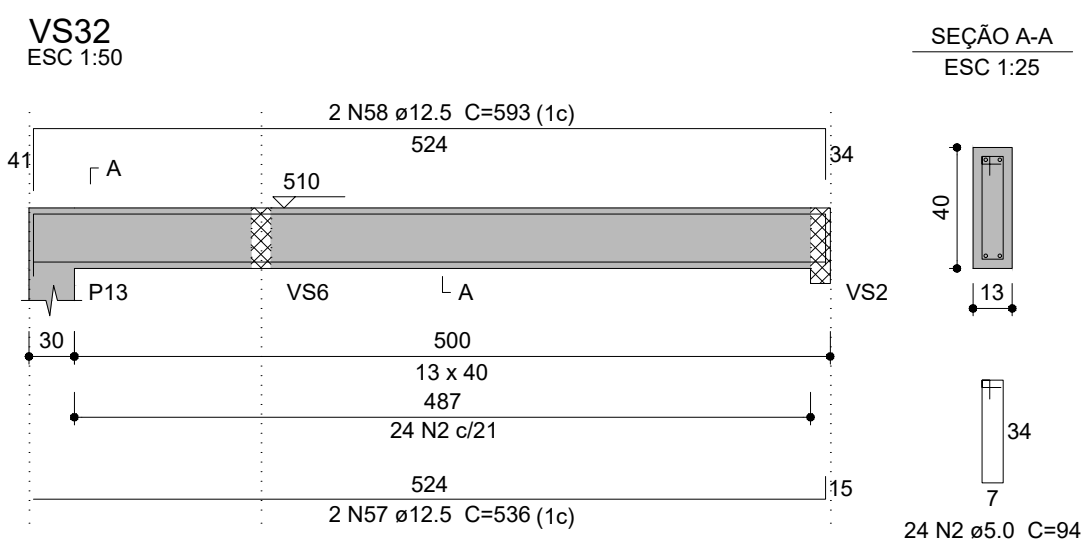 VS32
ESC 1:50
SEÇÃO A-A
ESC 1:25
2 N58 ø12.5 C=593 (1c)
524
41
34
A
510
40
P13
VS6
A
VS2
13
30
500
13 x 40
487
24 N2 c/21
34
524
15
7
2 N57 ø12.5 C=536 (1c)
24 N2 ø5.0 C=94